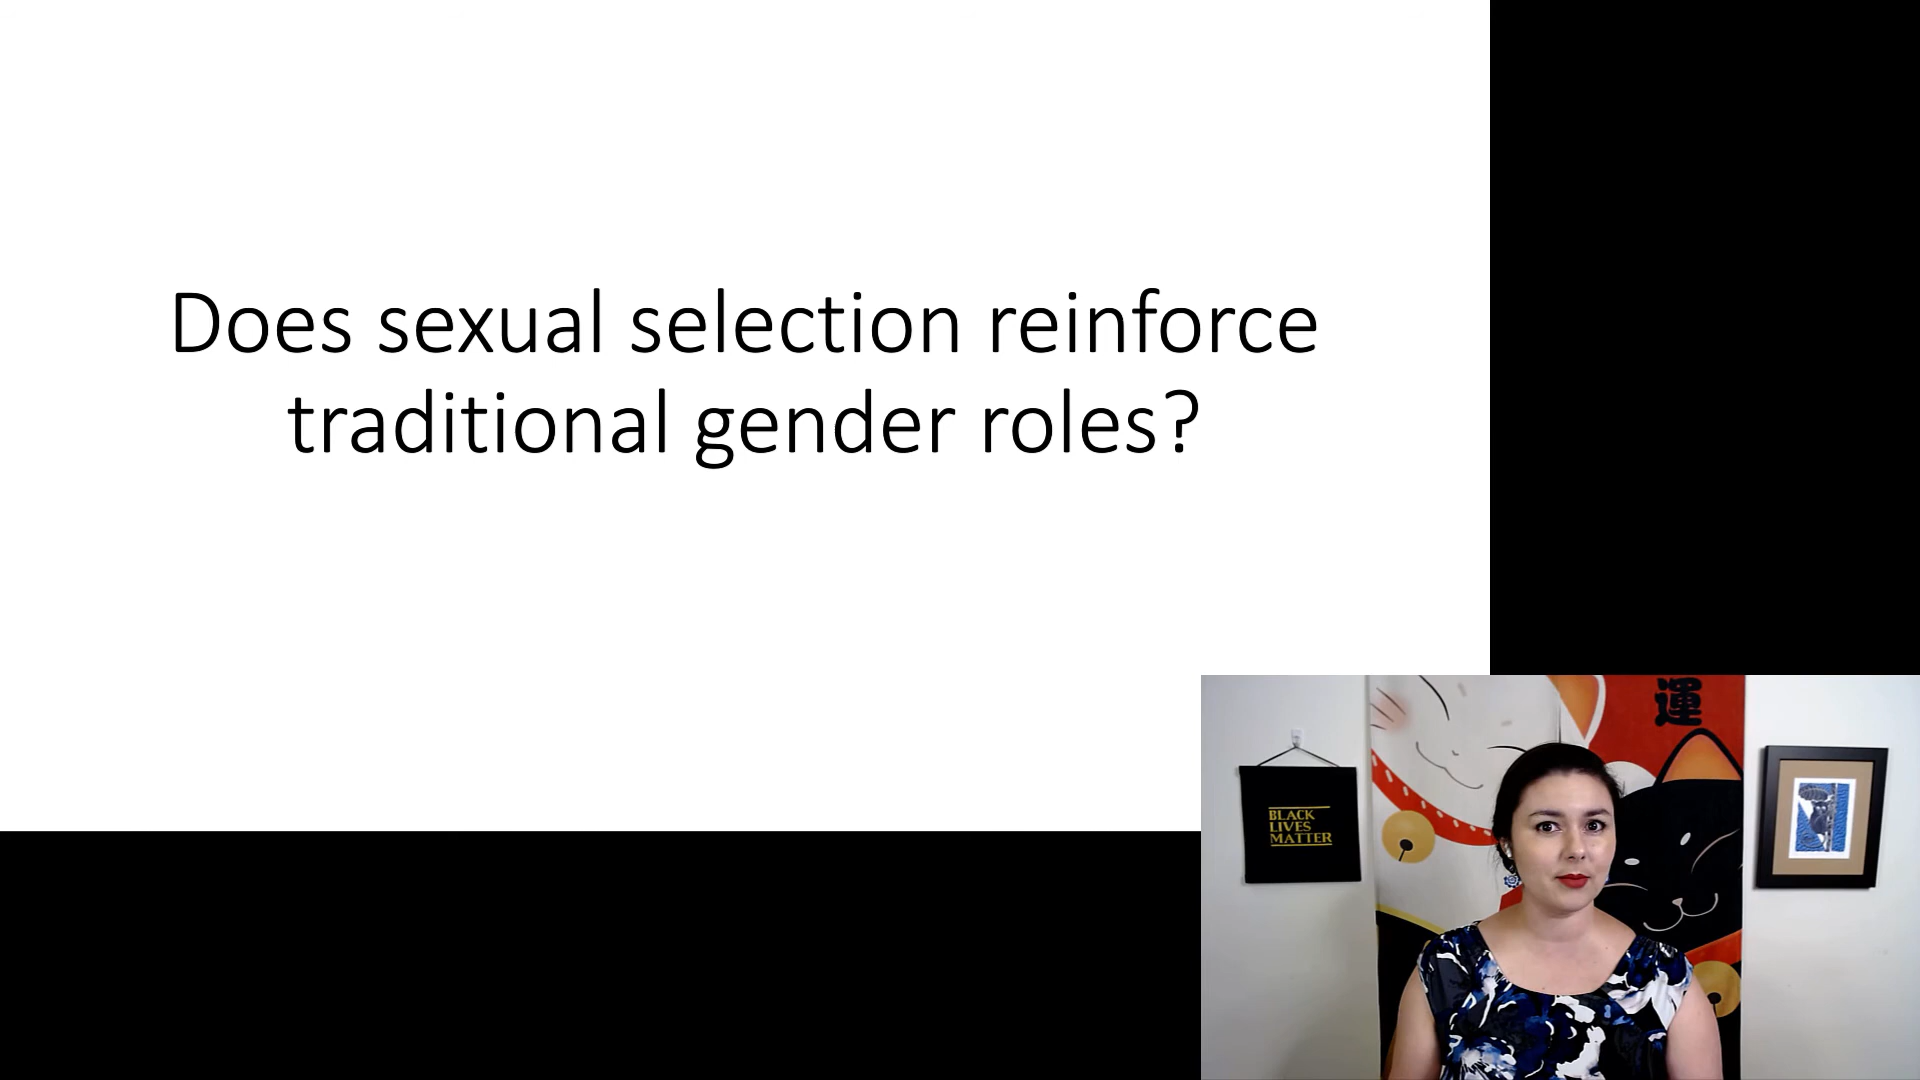 Does sexual selection reinforce
traditional gender roles?
運
BLACK
LIVES
MATTER